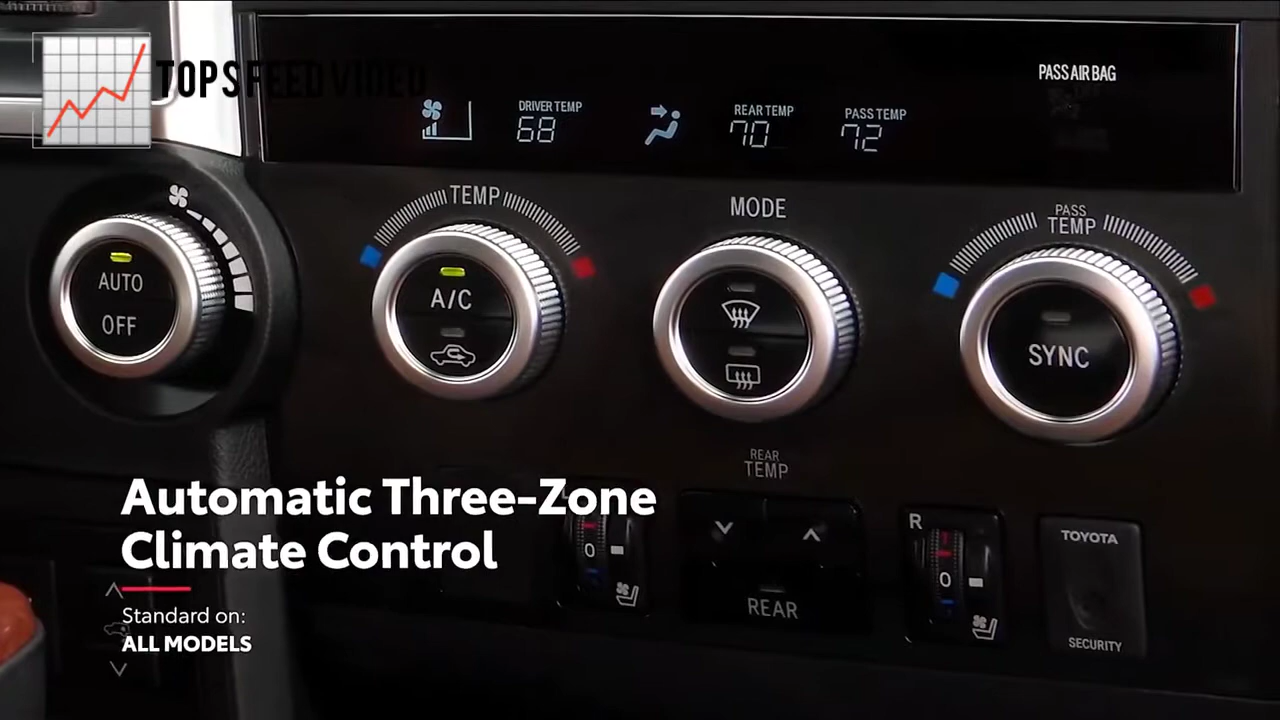 TOPSFEED VIDEO
PASS AIR BAG
DRIVER TEMP
68
REAR TEMP
70
PASS TEMP
72
TEMP
MODE
PASS
TEMP
AUTO
OFF
A/C
SYNC
REAR
TEMP
Automatic Three-Zone
Climate Control
Standard on:
ALL MODELS
0
REAR
R
0
TOYOTA
SECURITY